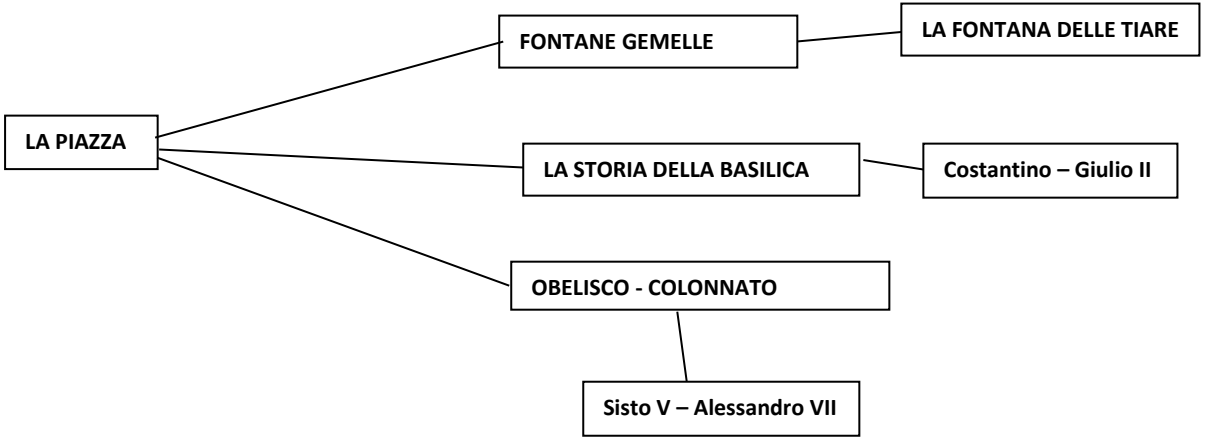 LA PIAZZA
FONTANE GEMELLE
LA FONTANA DELLE TIARE
LA STORIA DELLA BASILICA
Costantino – Giulio II
OBELISCO - COLONNATO
Sisto V – Alessandro VII